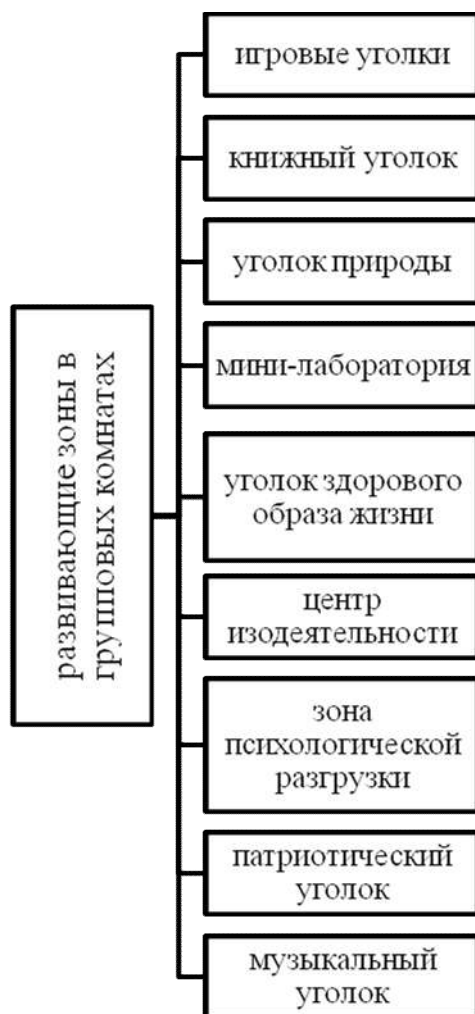 развивающие зоны в
групповых комнатах
игровые уголки
книжный уголок
уголок природы
мини-лаборатория
уголок здорового
образа жизни
центр
изодеятельности
зона
психологической
разгрузки
патриотический
уголок
музыкальный
уголок